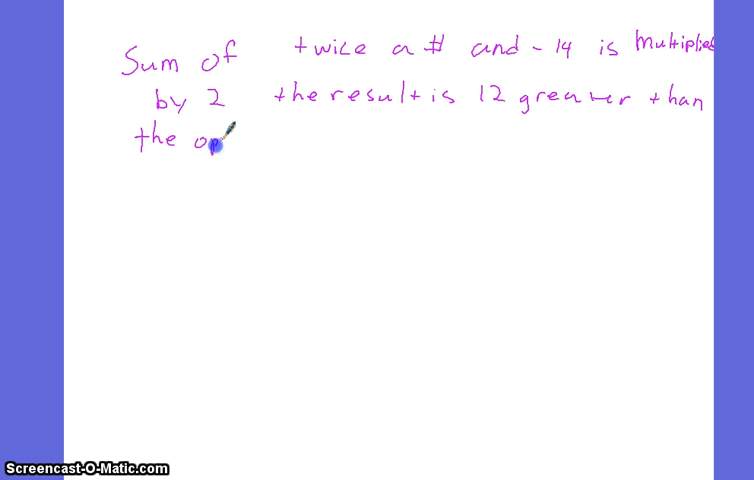 Sum of twice a # and -14 is Multiplied
by 2 the result is 12 greater than
the op
Screencast-O-Matic.com